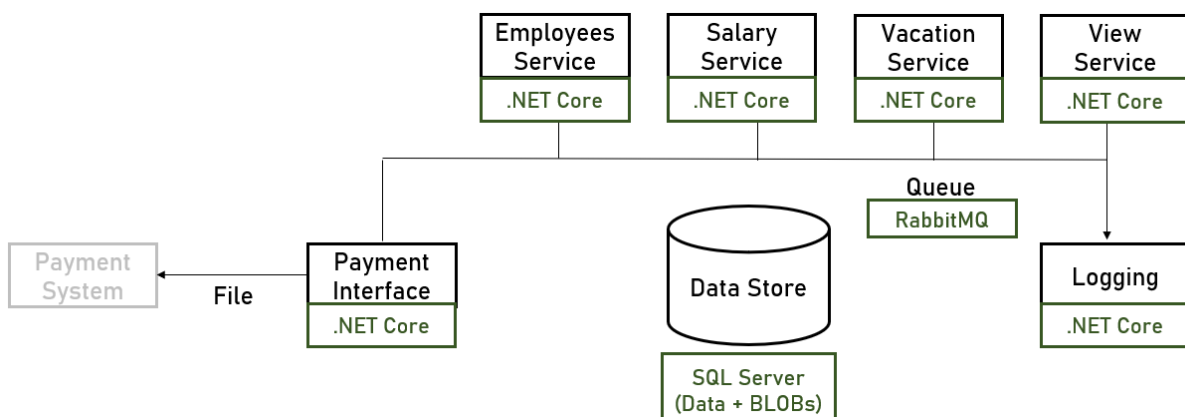 Employees
Service
.NET Core
Salary
Service
.NET Core
Vacation
Service
.NET Core
View
Service
.NET Core
Queue
RabbitMQ
Payment
System
File
Payment
Interface
.NET Core
Data Store
SQL Server
(Data + BLOBs)
Logging
.NET Core